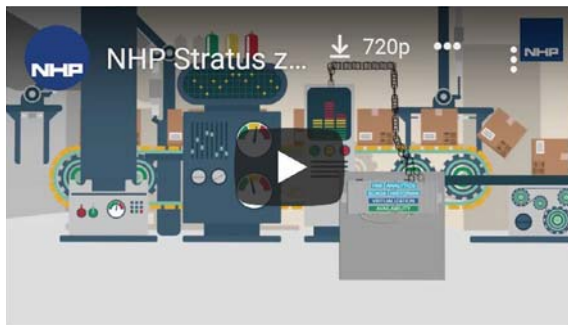 NHP
NHP Stratus z...
720p
NHP
VIRTUALIZATION
AVAILABILITY